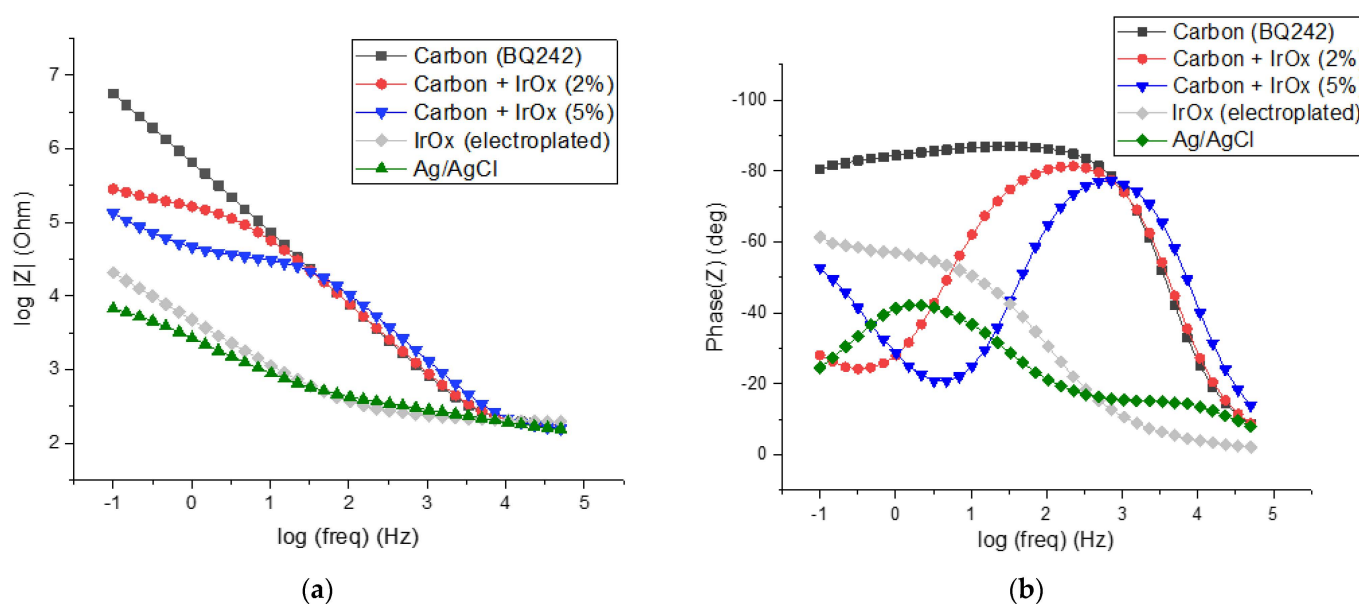 Carbon (BQ242)
Carbon + IrOx (2%)
Carbon + IrOx (5%)
IrOx (electroplated)
Ag/AgCl
7
6
5
4
3
2
log |Z| (Ohm)
-1 0 1 2 3 4 5
log (freq) (Hz)
(a)
Carbon (BQ242)
Carbon + IrOx (2%
Carbon + IrOx (5%
IrOx (electroplated)
Ag/AgCl
-100
-80
-60
-40
-20
0
Phase(Z) (deg)
-1 0 1 2 3 4 5
log (freq) (Hz)
(b)